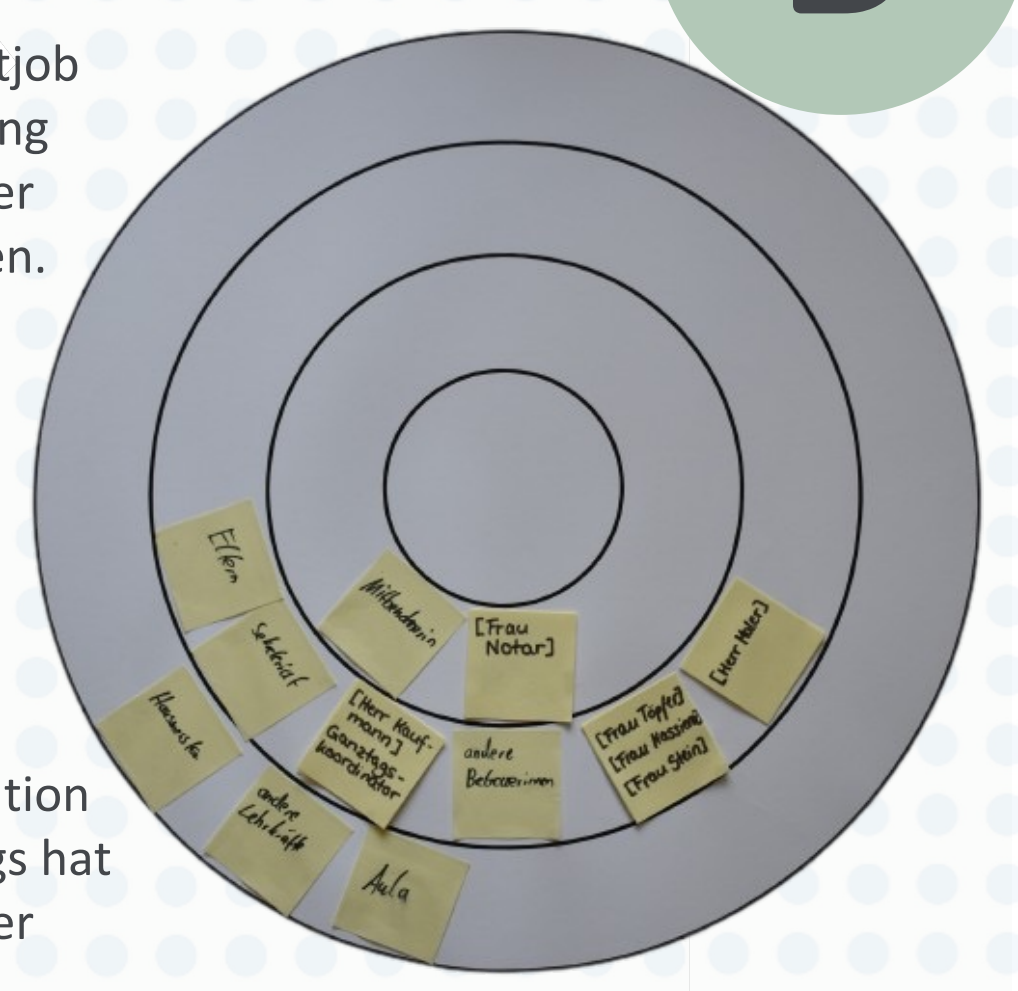 tjob
ng
er
en.
Eltern
Sekretariat
Mitarbeiterin
[Frau
Notar]
[Herr Maler]
Hausmeister
[Herr Kauf-
mann]
Ganztags-
koordinator
andere
Betreuerinnen
[Frau Töpfer]
[Frau
[Frau Stein]
andere
Lehrkräfte
Aula
tion
gs hat
er